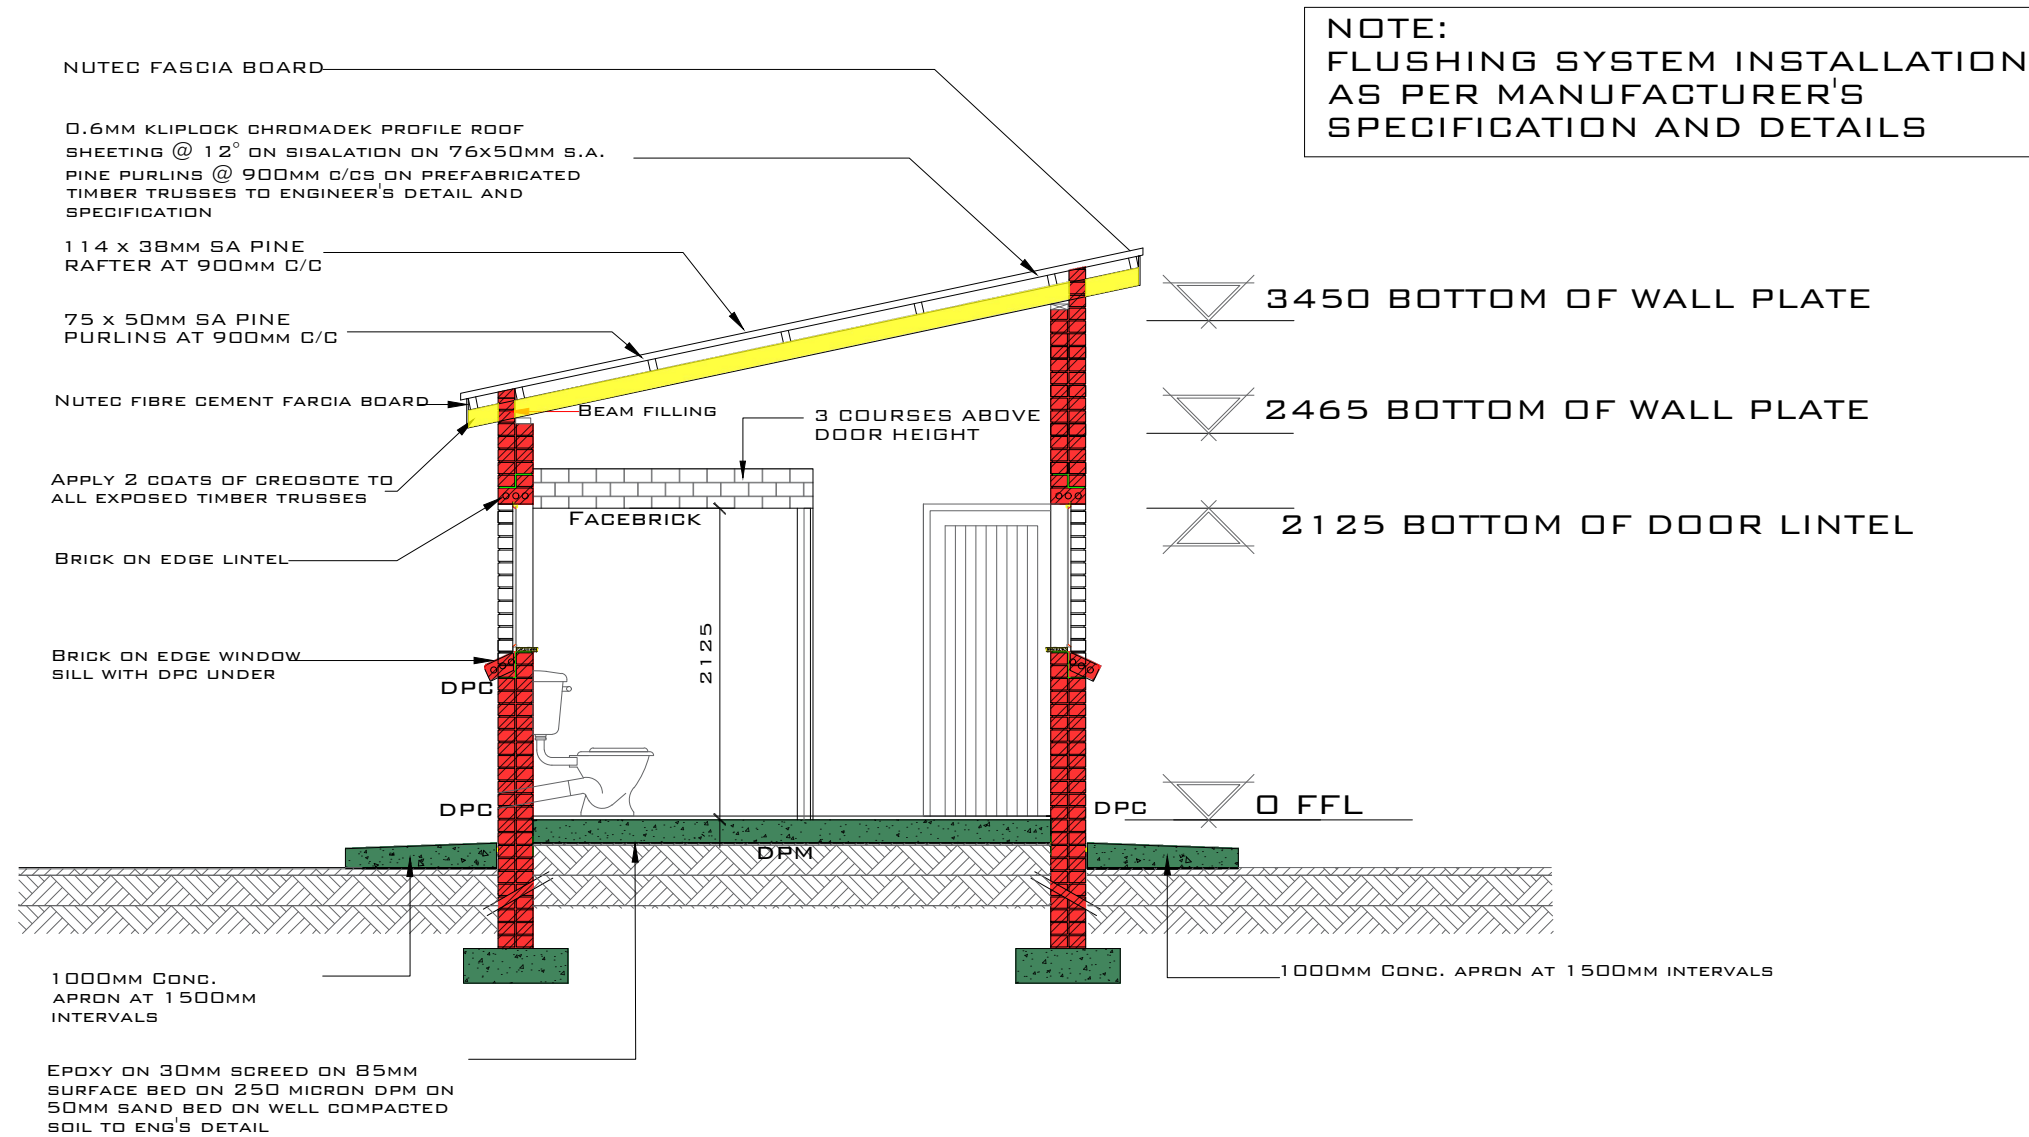 NOTE:
FLUSHING SYSTEM INSTALLATION
AS PER MANUFACTURER'S
SPECIFICATION AND DETAILS
NUTEC FASCIA BOARD
0.6MM KLIPLOCK CHROMADEK PROFILE ROOF
SHEETING @ 12° ON SISALATION ON 76X50MM S.A.
PINE PURLINS @ 900MM C/CS ON PREFABRICATED
TIMBER TRUSSES TO ENGINEER'S DETAIL AND
SPECIFICATION
114 X 38MM SA PINE
RAFTER AT 900MM C/C
75 X 50MM SA PINE
PURLINS AT 900MM C/C
NUTEC FIBRE CEMENT FARCIA BOARD
BEAM FILLING
3 COURSES ABOVE
DOOR HEIGHT
APPLY 2 COATS OF CREOSOTE TO
ALL EXPOSED TIMBER TRUSSES
FACEBRICK
BRICK ON EDGE LINTEL
2125
BRICK ON EDGE WINDOW
SILL WITH DPC UNDER
DPC
DPC
DPC
DPM
3450 BOTTOM OF WALL PLATE
2465 BOTTOM OF WALL PLATE
2125 BOTTOM OF DOOR LINTEL
0 FFL
1000MM CONC.
APRON AT 1500MM
INTERVALS
1000MM CONC. APRON AT 1500MM INTERVALS
EPOXY ON 30MM SCREED ON 85MM
SURFACE BED ON 250 MICRON DPM ON
50MM SAND BED ON WELL COMPACTED
SOIL TO ENG'S DETAIL